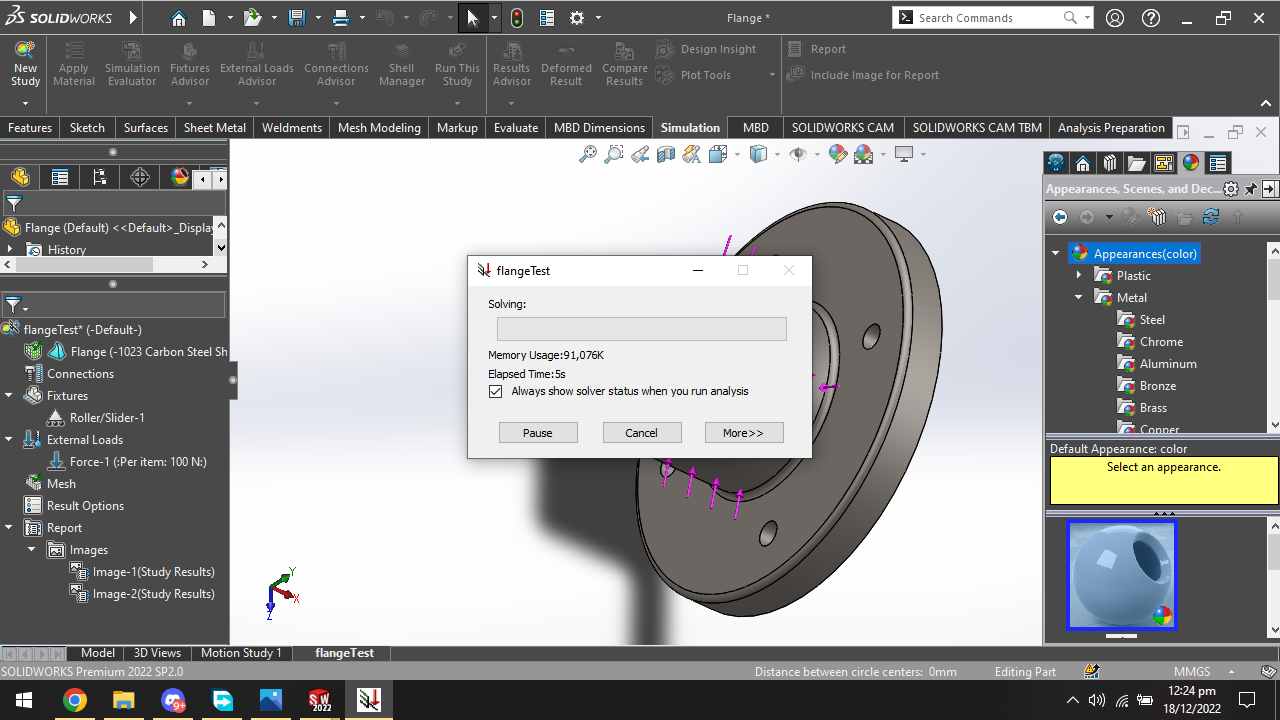 SOLIDWORKS
Flange *
Search Commands
New Study
Apply Material
Simulation Evaluator
Fixtures Advisor
External Loads Advisor
Connections Advisor
Shell Manager
Run This Study
Results Advisor
Deformed Result
Compare Results
Design Insight
Plot Tools
Report
Include Image for Report
Features
Sketch
Surfaces
Sheet Metal
Weldments
Mesh Modeling
Markup
Evaluate
MBD Dimensions
Simulation
MBD
SOLIDWORKS CAM
SOLIDWORKS CAM TBM
Analysis Preparation
Flange (Default) <<Default>_Display
History
flangeTest* (-Default-)
Flange (-1023 Carbon Steel Sh
Connections
Fixtures
Roller/Slider-1
External Loads
Force-1 (:Per item: 100 N:)
Mesh
Result Options
Report
Images
Image-1(Study Results)
Image-2(Study Results)
flangeTest
Solving:
Memory Usage:91,076K
Elapsed Time:5s
Always show solver status when you run analysis
Pause
Cancel
More>>
Y
X
Z
Appearances, Scenes, and Dec...
Appearances(color)
Plastic
Metal
Steel
Chrome
Aluminum
Bronze
Brass
Copper
Default Appearance: color
Select an appearance.
Model
3D Views
Motion Study 1
flangeTest
SOLIDWORKS Premium 2022 SP2.0
Distance between circle centers: 0mm
Editing Part
MMGS
9+
SW
2022
12:24 pm
18/12/2022